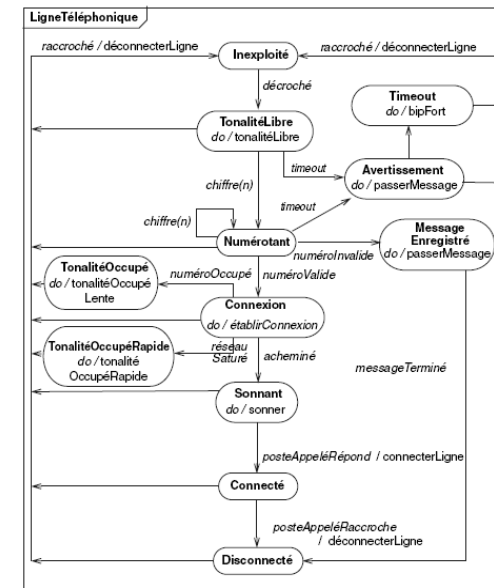 LigneTéléphonique
raccroché / déconnecterLigne
raccroché / déconnecterLigne
Inexploité
décroché
Timeout
do / bipFort
TonalitéLibre
do / tonalitéLibre
timeout
Avertissement
do / passerMessage
chiffre(n)
timeout
chiffre(n)
Numérotant
Message
Enregistré
do / passerMessage
numéroInvalide
TonalitéOccupé
do / tonalitéOccupé
Lente
numéroOccupé
numéroValide
Connexion
do / établirConnexion
TonalitéOccupéRapide
do / tonalité
OccupéRapide
réseau
Saturé
acheminé
messageTerminé
Sonnant
do / sonner
posteAppeléRépond / connecterLigne
Connecté
posteAppeléRaccroche
/ déconnecterLigne
Disconnecté